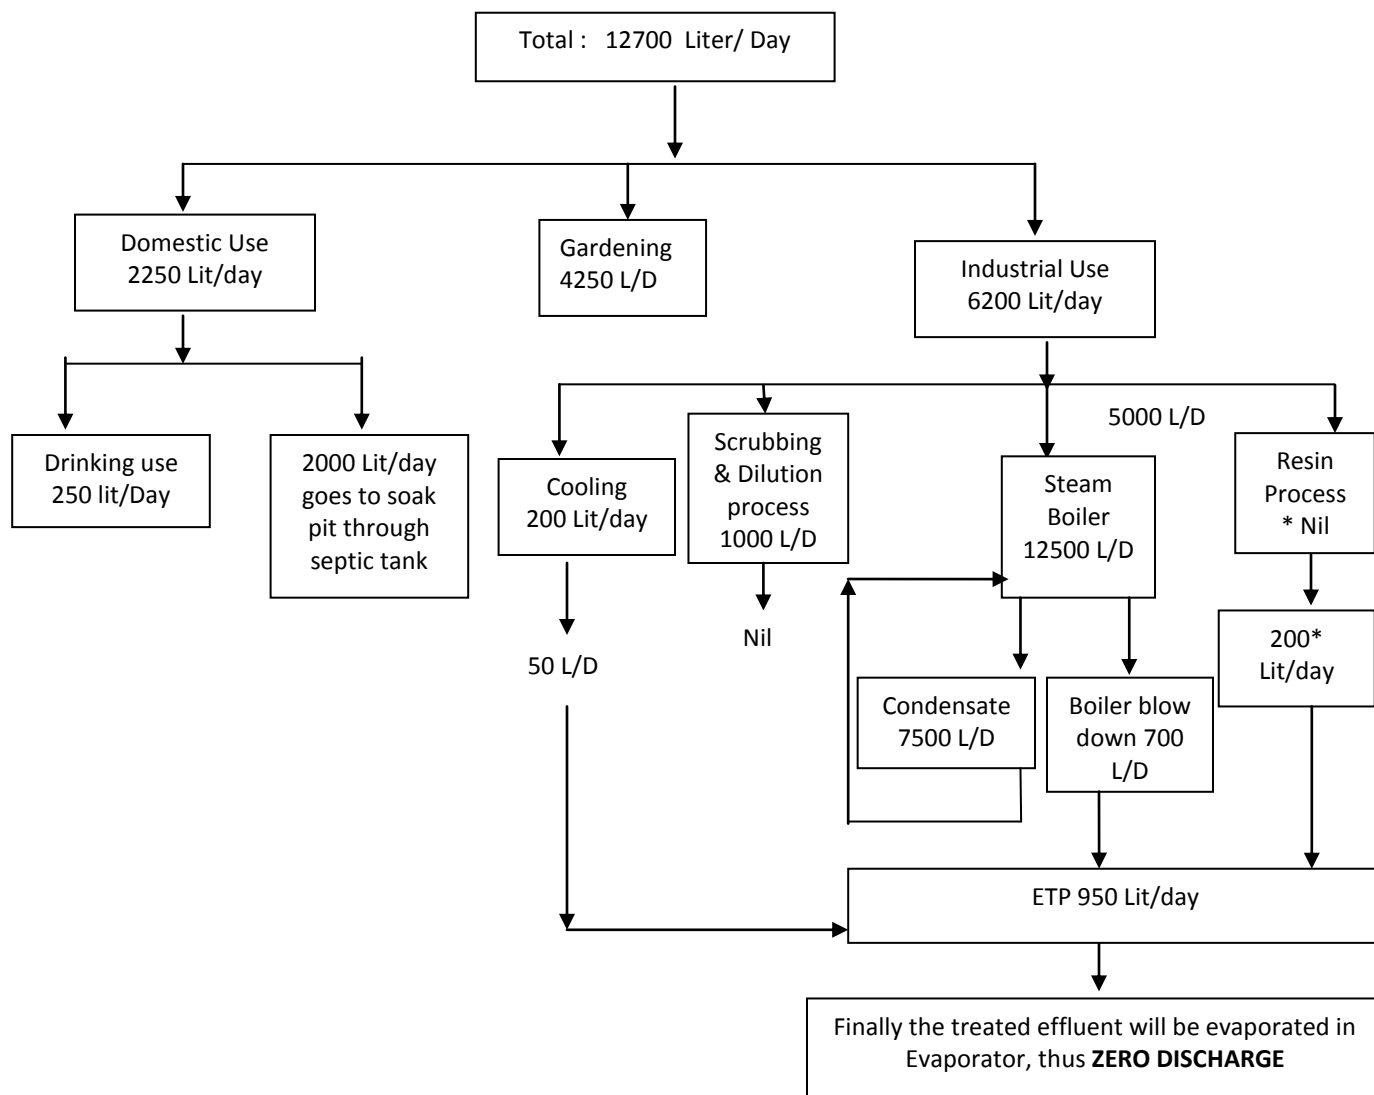 Total :   12700  Liter/ Day
Domestic Use
2250 Lit/day
Gardening
4250 L/D
Industrial Use
6200 Lit/day
Drinking use
250 lit/Day
2000 Lit/day
goes to soak
pit through
septic tank
Cooling
200 Lit/day
Scrubbing
& Dilution
process
1000 L/D
5000 L/D
Steam
Boiler
12500 L/D
Resin
Process
* Nil
50 L/D
Nil
Condensate
7500 L/D
Boiler blow
down 700
L/D
200*
Lit/day
ETP 950 Lit/day
Finally the treated effluent will be evaporated in
Evaporator, thus ZERO DISCHARGE